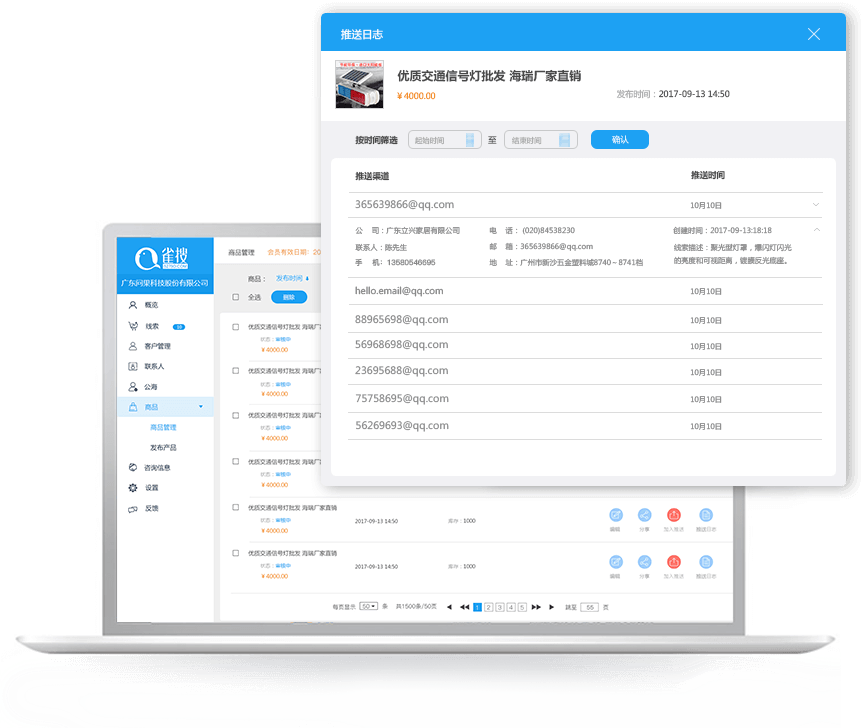 推送日志
优质交通信号灯批发 海瑞厂家直销
¥4000.00
发布时间：2017-09-13 14:50
按时间筛选 起始时间 至 结束时间 确认
推送渠道 推送时间
365639866@qq.com 10月10日
公 司：广东立兴家居有限公司 电 话：(020)84538230 创建时间：2017-09-13:18:18
联系人：陈先生 邮 箱：365639866@qq.com 线索描述：聚光型灯罩，爆闪灯闪光
手 机：13580546695 地 址：广州市新沙五金塑料城8740～8741档 的亮度和可视距离，镀膜反光底座。
hello.email@qq.com 10月10日
88965698@qq.com 10月10日
56968698@qq.com 10月10日
23695688@qq.com 10月10日
75758695@qq.com 10月10日
56269693@qq.com 10月10日
雀搜
广东问果科技股份有限公司
概览
线索
客户管理
联系人
公海
商品
商品管理
发布产品
咨询信息
设置
反馈
商品管理 会员有效日期：20
商品： 发布时间
全选 删除
优质交通信号灯批发 海瑞厂
状态：审核中
¥4000.00
优质交通信号灯批发 海瑞厂
状态：审核中
¥4000.00
优质交通信号灯批发 海瑞厂
状态：审核中
¥4000.00
优质交通信号灯批发 海瑞厂
状态：审核中
¥4000.00
优质交通信号灯批发 海瑞厂家直销
状态：审核中 2017-09-13 14:50 库存：1000
¥4000.00 编辑 分享 加入推送 推送日志
优质交通信号灯批发 海瑞厂家直销
状态：审核中 2017-09-13 14:50 库存：1000
¥4000.00 编辑 分享 加入推送 推送日志
每页显示 50 条 共1500条/50页 1 2 3 4 5 跳至 55 页